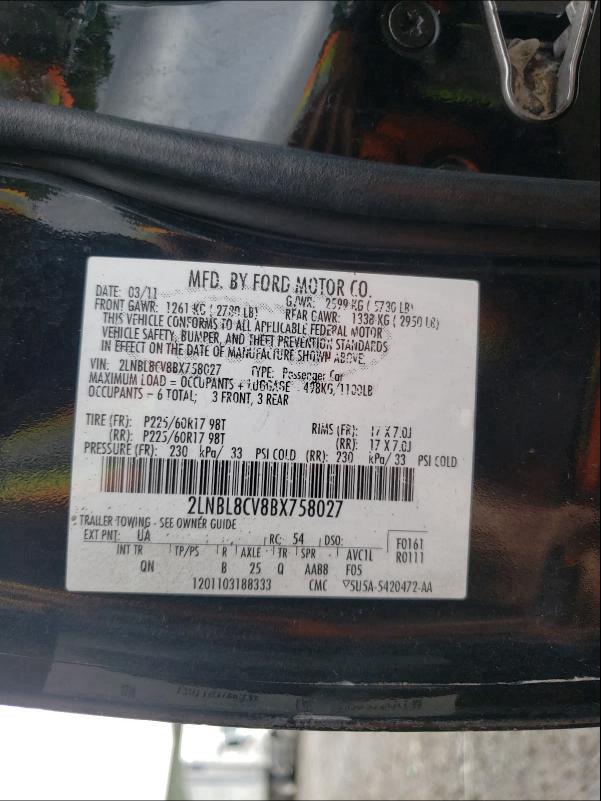 MFD. BY FORD MOTOR CO.
DATE: 03/11 GVWR: 2599 KG ( 5730 LB)
FRONT GAWR: 1261 KG ( 2780 LB) REAR GAWR: 1338 KG ( 2950 LB)
THIS VEHICLE CONFORMS TO ALL APPLICABLE FEDERAL MOTOR
VEHICLE SAFETY, BUMPER, AND THEFT PREVENTION STANDARDS
IN EFFECT ON THE DATE OF MANUFACTURE SHOWN ABOVE.
VIN: 2LNBL8CV8BX758027 TYPE: Passenger Car
MAXIMUM LOAD = OCCUPANTS + LUGGAGE 498KG/1100LB
OCCUPANTS - 6 TOTAL; 3 FRONT, 3 REAR
TIRE (FR): P225/60R17 98T RIMS (FR): 17 X 7.0J
(RR): P225/60R17 98T (RR): 17 X 7.0J
PRESSURE (FR): 230 kPa/ 33 PSI COLD (RR): 230 kPa/ 33 PSI COLD
2LNBL8CV8BX758027
TRAILER TOWING - SEE OWNER GUIDE
EXT PNT: UA RC: 54 DSO: F0161
R0111
INT TR TP/PS R AXLE TR SPR AVC1L
QN B 25 Q AABB F05
1201103188333 CMC ▽5U5A-5420472-AA